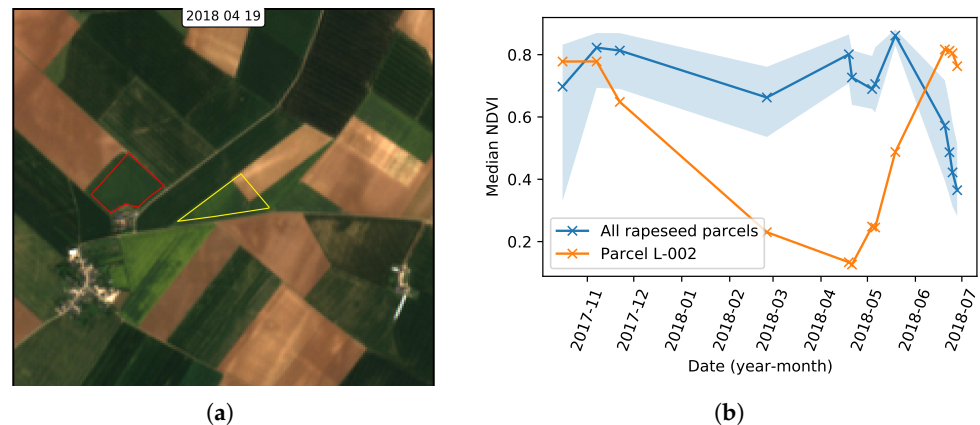 2018 04 19
Median NDVI
0.8
0.6
0.4
0.2
All rapeseed parcels
Parcel L-002
2017-11
2017-12
2018-01
2018-02
2018-03
2018-04
2018-05
2018-06
2018-07
Date (year-month)
(a)
(b)